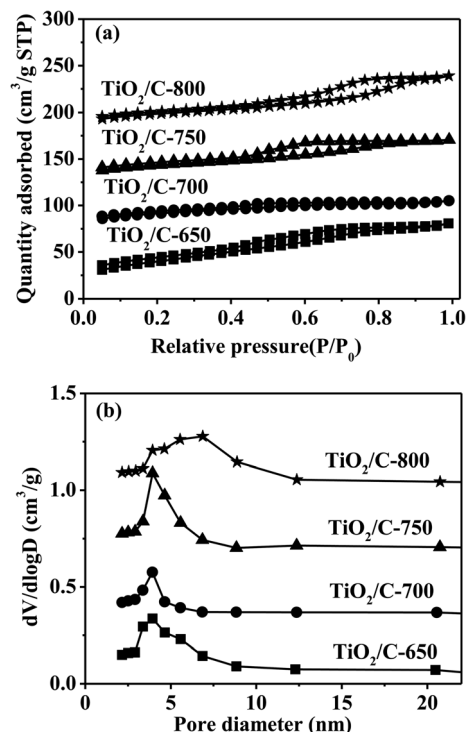 (a)
300
250
200
150
100
50
0
Quantity adsorbed (cm³/g STP)
TiO₂/C-800
TiO₂/C-750
TiO₂/C-700
TiO₂/C-650
0.0 0.2 0.4 0.6 0.8 1.0
Relative pressure(P/P₀)
(b)
1.5
1.0
0.5
0.0
dV/dlogD (cm³/g)
TiO₂/C-800
TiO₂/C-750
TiO₂/C-700
TiO₂/C-650
0 5 10 15 20
Pore diameter (nm)